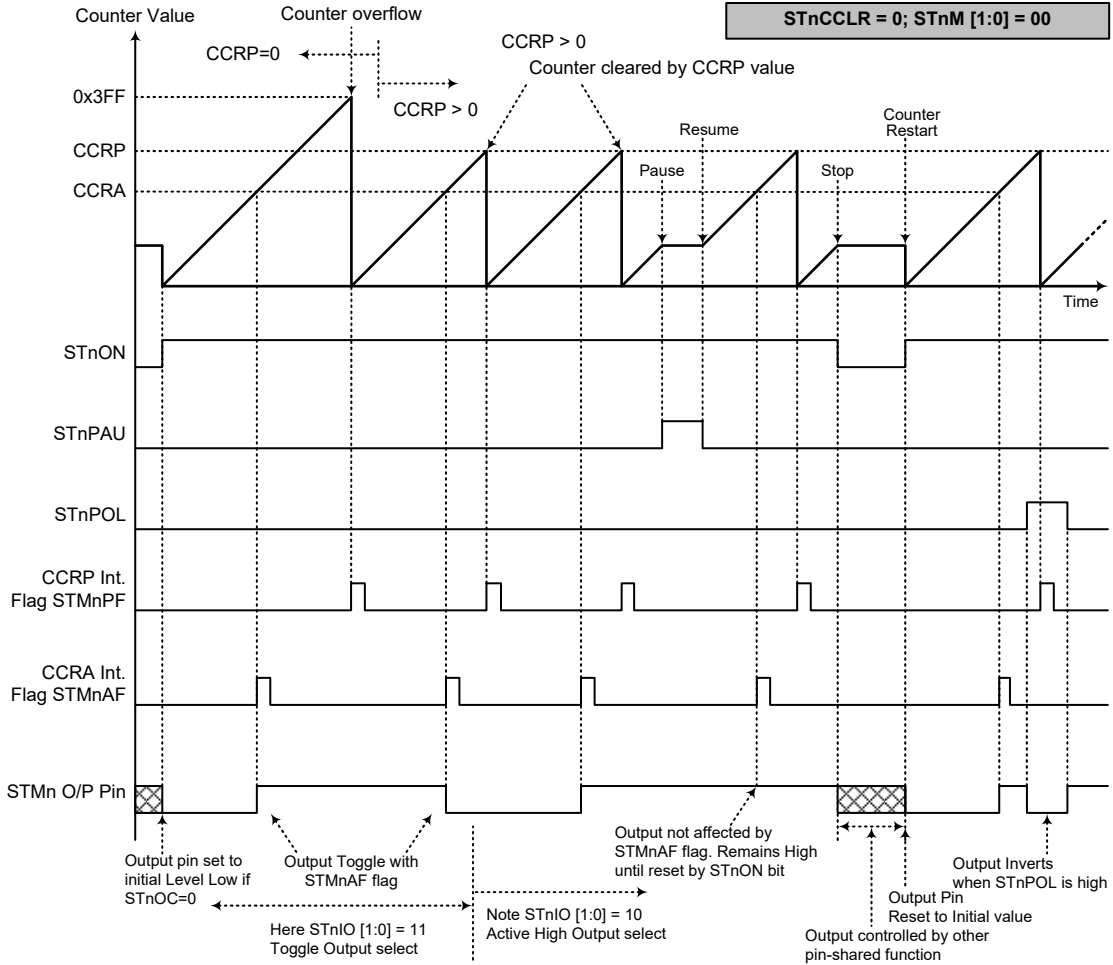 Counter Value
Counter overflow
STnCCLR = 0; STnM [1:0] = 00
CCRP=0
CCRP > 0
CCRP > 0
Counter cleared by CCRP value
0x3FF
CCRP
CCRA
Pause
Resume
Stop
Counter
Restart
Time
STnON
STnPAU
STnPOL
CCRP Int.
Flag STMnPF
CCRA Int.
Flag STMnAF
STMn O/P Pin
Output pin set to
initial Level Low if
STnOC=0
Output Toggle with
STMnAF flag
Here STnIO [1:0] = 11
Toggle Output select
Note STnIO [1:0] = 10
Active High Output select
Output not affected by
STMnAF flag. Remains High
until reset by STnON bit
Output controlled by other
pin-shared function
Output Pin
Reset to Initial value
Output Inverts
when STnPOL is high